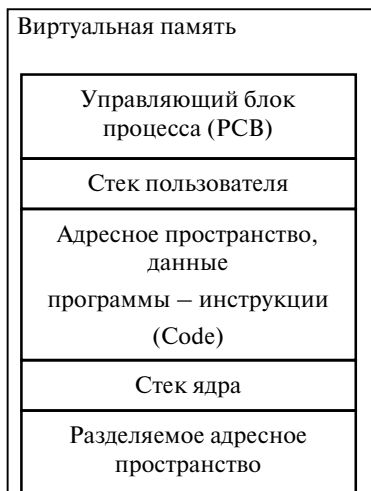 Виртуальная память
Управляющий блок
процесса (PCB)
Стек пользователя
Адресное пространство,
данные
программы – инструкции
(Code)
Стек ядра
Разделяемое адресное
пространство